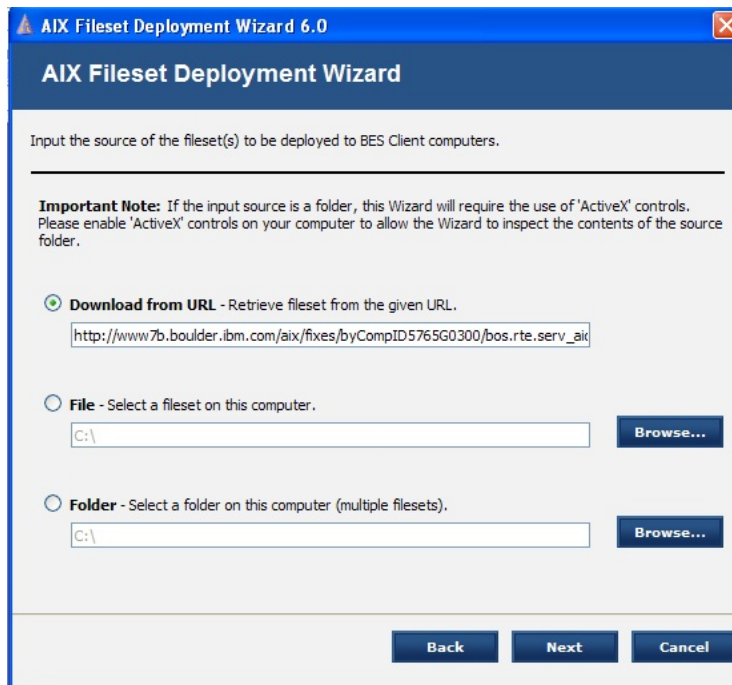 AIX Fileset Deployment Wizard 6.0
AIX Fileset Deployment Wizard
Input the source of the fileset(s) to be deployed to BES Client computers.
Important Note: If the input source is a folder, this Wizard will require the use of 'ActiveX' controls.
Please enable 'ActiveX' controls on your computer to allow the Wizard to inspect the contents of the source
folder.
Download from URL - Retrieve fileset from the given URL.
http://www7b.boulder.ibm.com/aix/fixes/byCompID5765G0300/bos.rte.serv_aid
File - Select a fileset on this computer.
C:\
Browse...
Folder - Select a folder on this computer (multiple filesets).
C:\
Browse...
Back Next Cancel